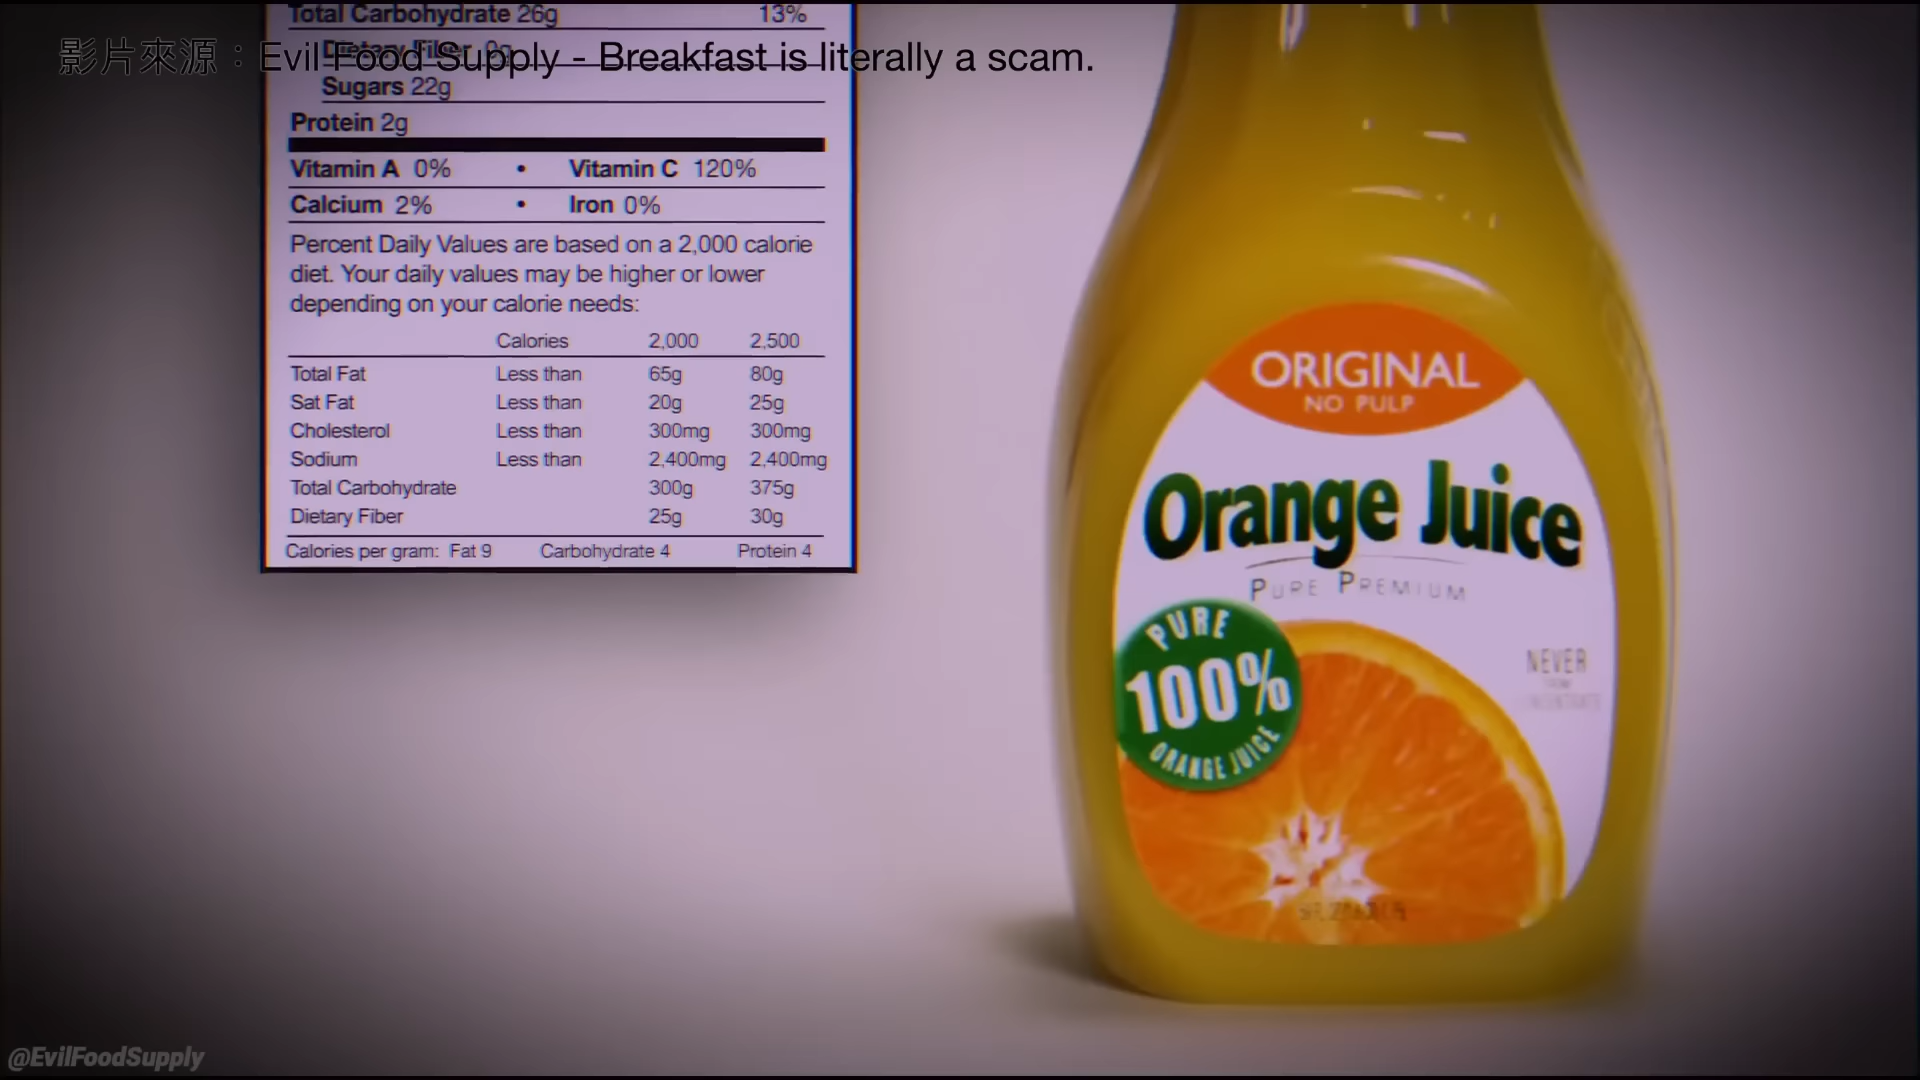 Total Carbohydrate 26g 13%
影片來源：Evil Food Supply - Breakfast is literally a scam.
Dietary Fiber 0g
Sugars 22g
Protein 2g
Vitamin A 0% • Vitamin C 120%
Calcium 2% • Iron 0%
Percent Daily Values are based on a 2,000 calorie
diet. Your daily values may be higher or lower
depending on your calorie needs:
Calories 2,000 2,500
Total Fat Less than 65g 80g
Sat Fat Less than 20g 25g
Cholesterol Less than 300mg 300mg
Sodium Less than 2,400mg 2,400mg
Total Carbohydrate 300g 375g
Dietary Fiber 25g 30g
Calories per gram: Fat 9 Carbohydrate 4 Protein 4
ORIGINAL
NO PULP
Orange Juice
PURE PREMIUM
PURE
100%
ORANGE JUICE
NEVER
@EvilFoodSupply